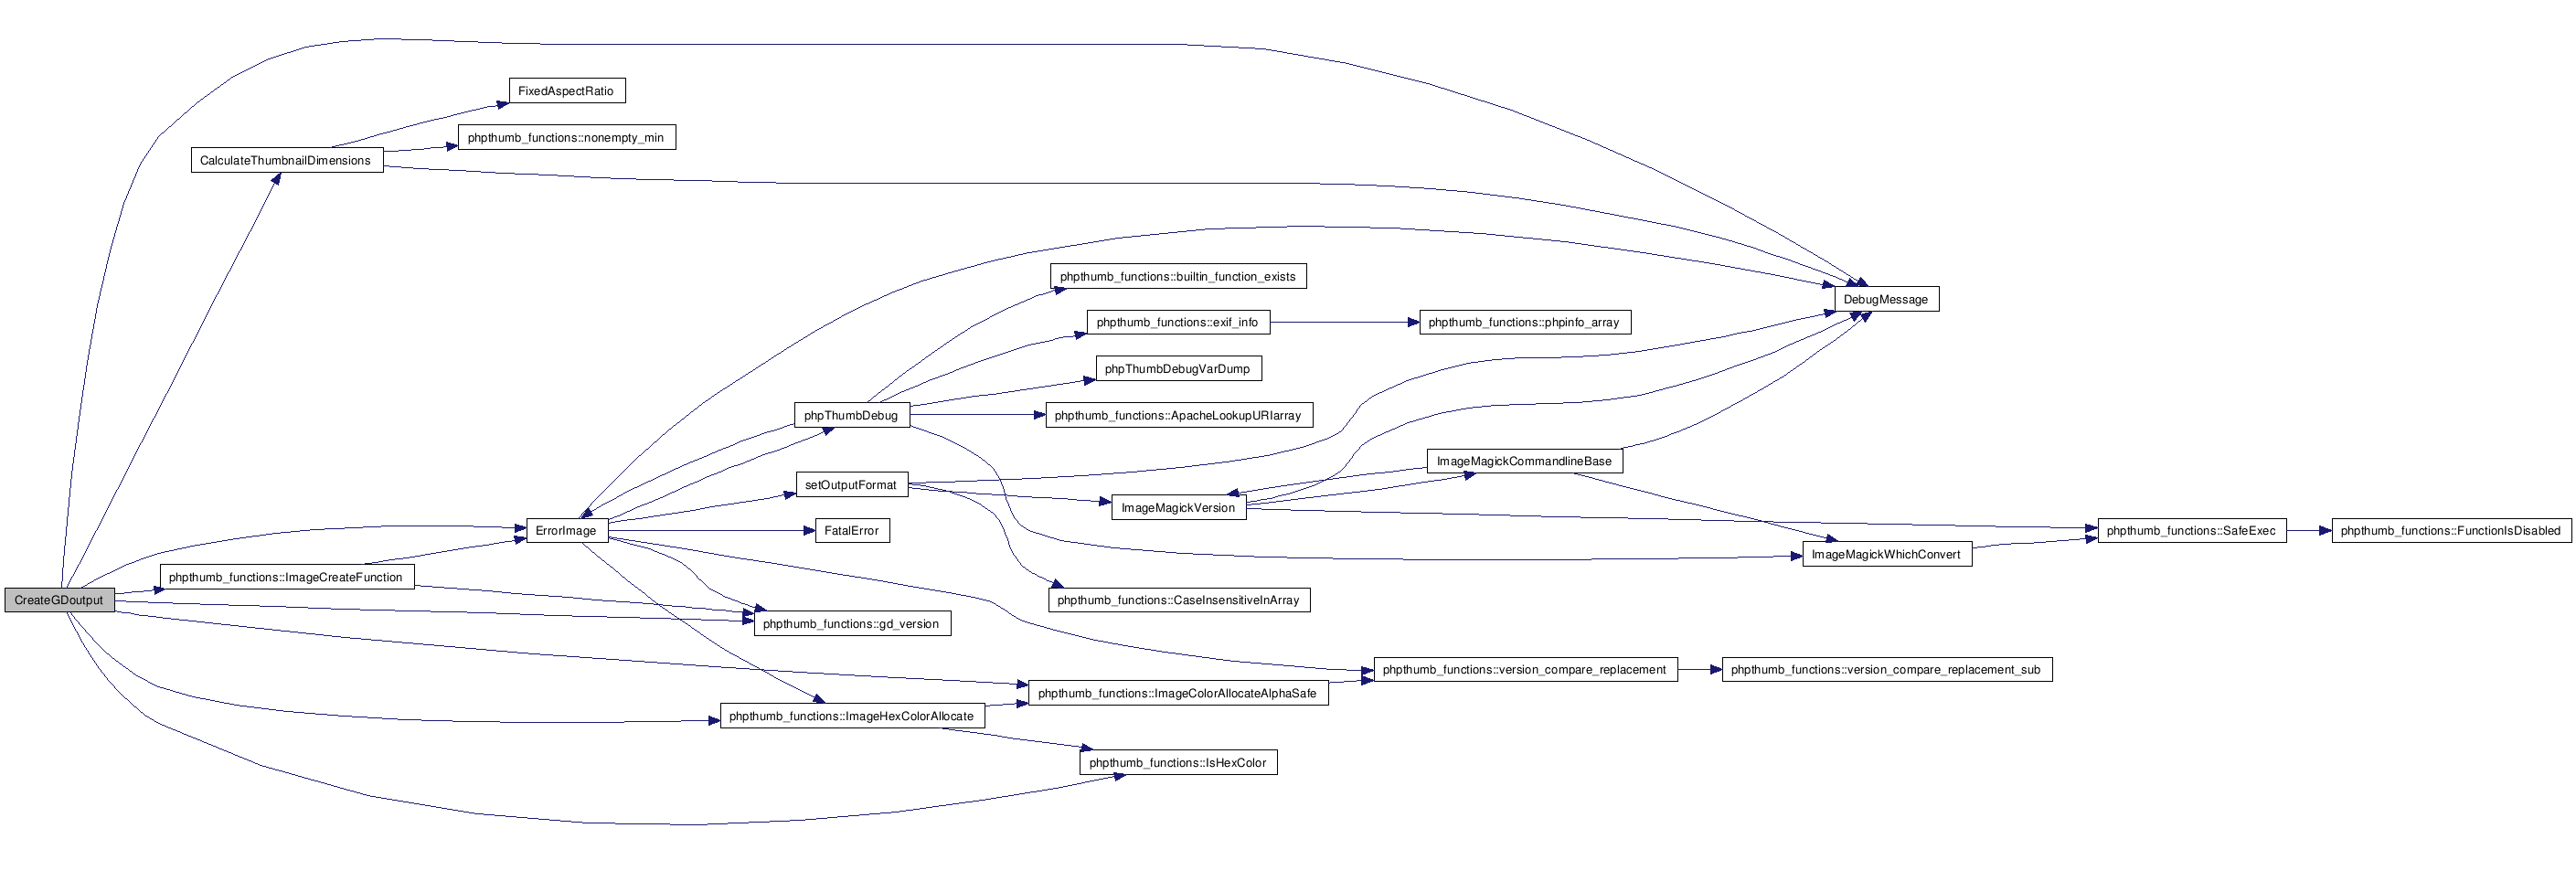 FixedAspectRatio
phpthumb_functions::nonempty_min
CalculateThumbnailDimensions
phpthumb_functions::builtin_function_exists
DebugMessage
phpthumb_functions::exif_info
phpthumb_functions::phpinfo_array
phpThumbDebugVarDump
phpThumbDebug
phpthumb_functions::ApacheLookupURIarray
ImageMagickCommandlineBase
setOutputFormat
ImageMagickVersion
ErrorImage
FatalError
phpthumb_functions::SafeExec
phpthumb_functions::FunctionIsDisabled
ImageMagickWhichConvert
phpthumb_functions::ImageCreateFunction
CreateGDoutput
phpthumb_functions::CaseInsensitiveInArray
phpthumb_functions::gd_version
phpthumb_functions::version_compare_replacement
phpthumb_functions::version_compare_replacement_sub
phpthumb_functions::ImageColorAllocateAlphaSafe
phpthumb_functions::ImageHexColorAllocate
phpthumb_functions::IsHexColor